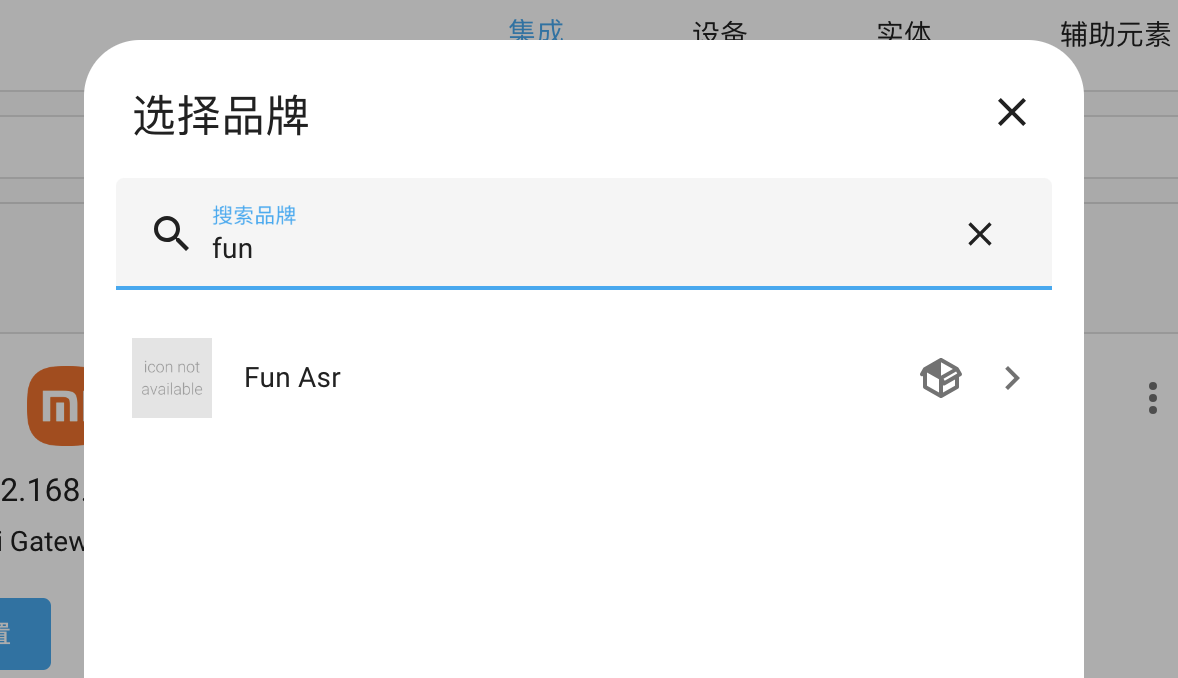 集成
设备
实体
辅助元素
选择品牌
搜索品牌
fun
icon not
available
Fun Asr
mi
2.168.
i Gatew
置